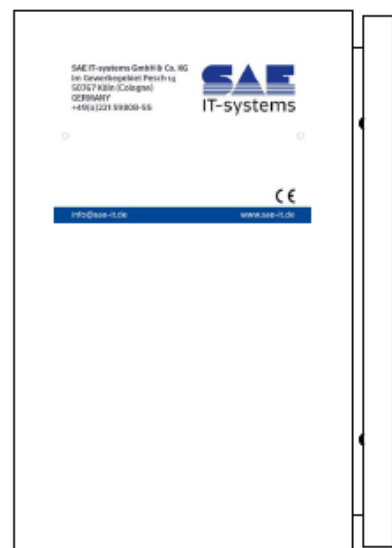 SAE IT-systems GmbH & Co. KG
Im Gewerbegebiet Pesch 14
50767 Köln (Cologne)
GERMANY
+49(0)221 59808-55
SAE
IT-systems
CE
info@sae-it.de
www.sae-it.de